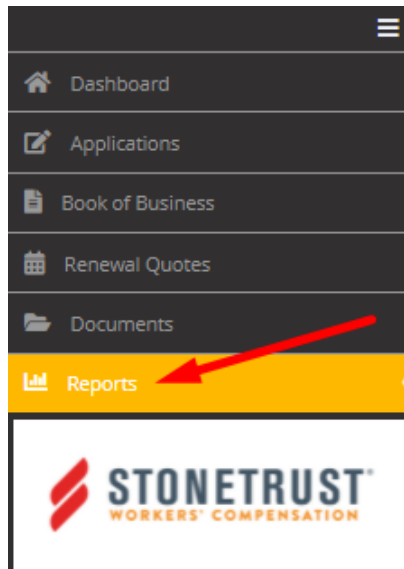 Dashboard
Applications
Book of Business
Renewal Quotes
Documents
Reports
STONETRUST
WORKERS' COMPENSATION